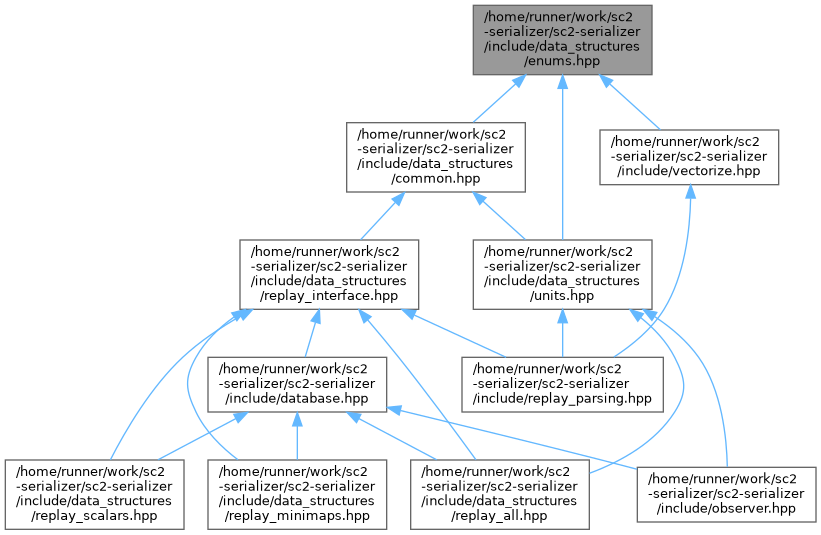 /home/runner/work/sc2
-serializer/sc2-serializer
/include/data_structures
/enums.hpp
/home/runner/work/sc2
-serializer/sc2-serializer
/include/data_structures
/common.hpp
/home/runner/work/sc2
-serializer/sc2-serializer
/include/vectorize.hpp
/home/runner/work/sc2
-serializer/sc2-serializer
/include/data_structures
/replay_interface.hpp
/home/runner/work/sc2
-serializer/sc2-serializer
/include/data_structures
/units.hpp
/home/runner/work/sc2
-serializer/sc2-serializer
/include/database.hpp
/home/runner/work/sc2
-serializer/sc2-serializer
/include/replay_parsing.hpp
/home/runner/work/sc2
-serializer/sc2-serializer
/include/data_structures
/replay_scalars.hpp
/home/runner/work/sc2
-serializer/sc2-serializer
/include/data_structures
/replay_minimaps.hpp
/home/runner/work/sc2
-serializer/sc2-serializer
/include/data_structures
/replay_all.hpp
/home/runner/work/sc2
-serializer/sc2-serializer
/include/observer.hpp